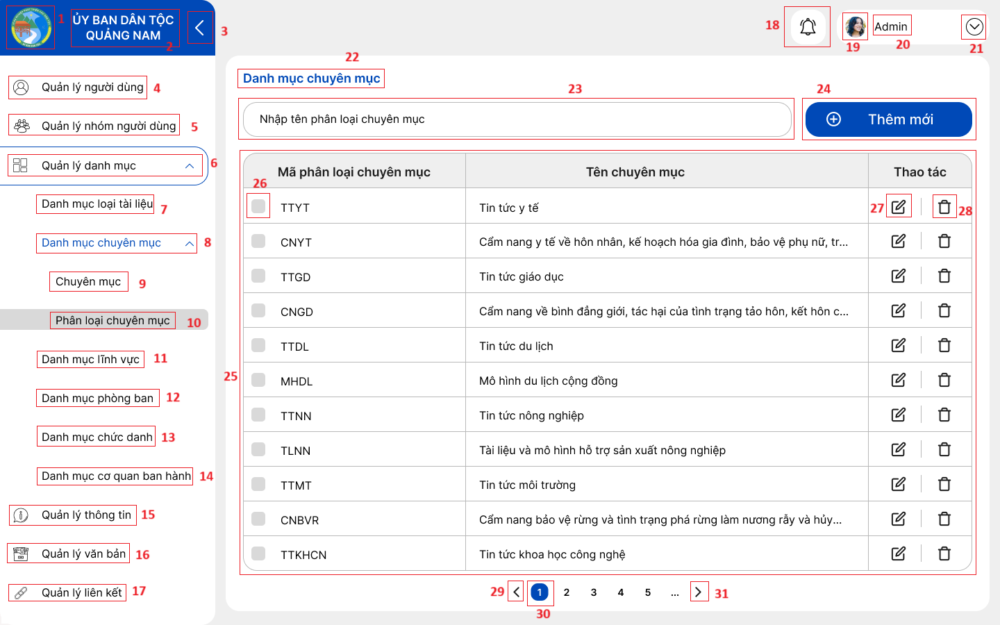 1
ỦY BAN DÂN TỘC
QUẢNG NAM
2
3
4
Quản lý người dùng
5
Quản lý nhóm người dùng
6
Quản lý danh mục
7
Danh mục loại tài liệu
8
Danh mục chuyên mục
9
Chuyên mục
10
Phân loại chuyên mục
11
Danh mục lĩnh vực
12
Danh mục phòng ban
13
Danh mục chức danh
14
Danh mục cơ quan ban hành
15
Quản lý thông tin
16
Quản lý văn bản
17
Quản lý liên kết
18
19
Admin
20
21
22
Danh mục chuyên mục
23
Nhập tên phân loại chuyên mục
24
Thêm mới
25
Mã phân loại chuyên mục Tên chuyên mục Thao tác
26
27
28
TTYT Tin tức y tế
CNYT Cẩm nang y tế về hôn nhân, kế hoạch hóa gia đình, bảo vệ phụ nữ, tr...
TTGD Tin tức giáo dục
CNGD Cẩm nang về bình đẳng giới, tác hại của tình trạng tảo hôn, kết hôn c...
TTDL Tin tức du lịch
MHDL Mô hình du lịch cộng đồng
TTNN Tin tức nông nghiệp
TLNN Tài liệu và mô hình hỗ trợ sản xuất nông nghiệp
TTMT Tin tức môi trường
CNBVR Cẩm nang bảo vệ rừng và tình trạng phá rừng làm nương rẫy và hủy...
TTKHCN Tin tức khoa học công nghệ
29
1 2 3 4 5 ...
30
31